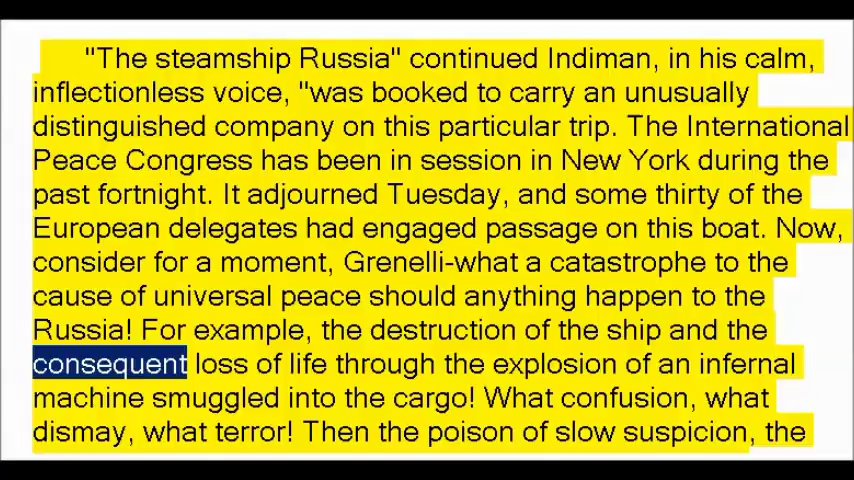 "The steamship Russia" continued Indiman, in his calm,
inflectionless voice, "was booked to carry an unusually
distinguished company on this particular trip. The International
Peace Congress has been in session in New York during the
past fortnight. It adjourned Tuesday, and some thirty of the
European delegates had engaged passage on this boat. Now,
consider for a moment, Grenelli-what a catastrophe to the
cause of universal peace should anything happen to the
Russia! For example, the destruction of the ship and the
consequent loss of life through the explosion of an infernal
machine smuggled into the cargo! What confusion, what
dismay, what terror! Then the poison of slow suspicion, the